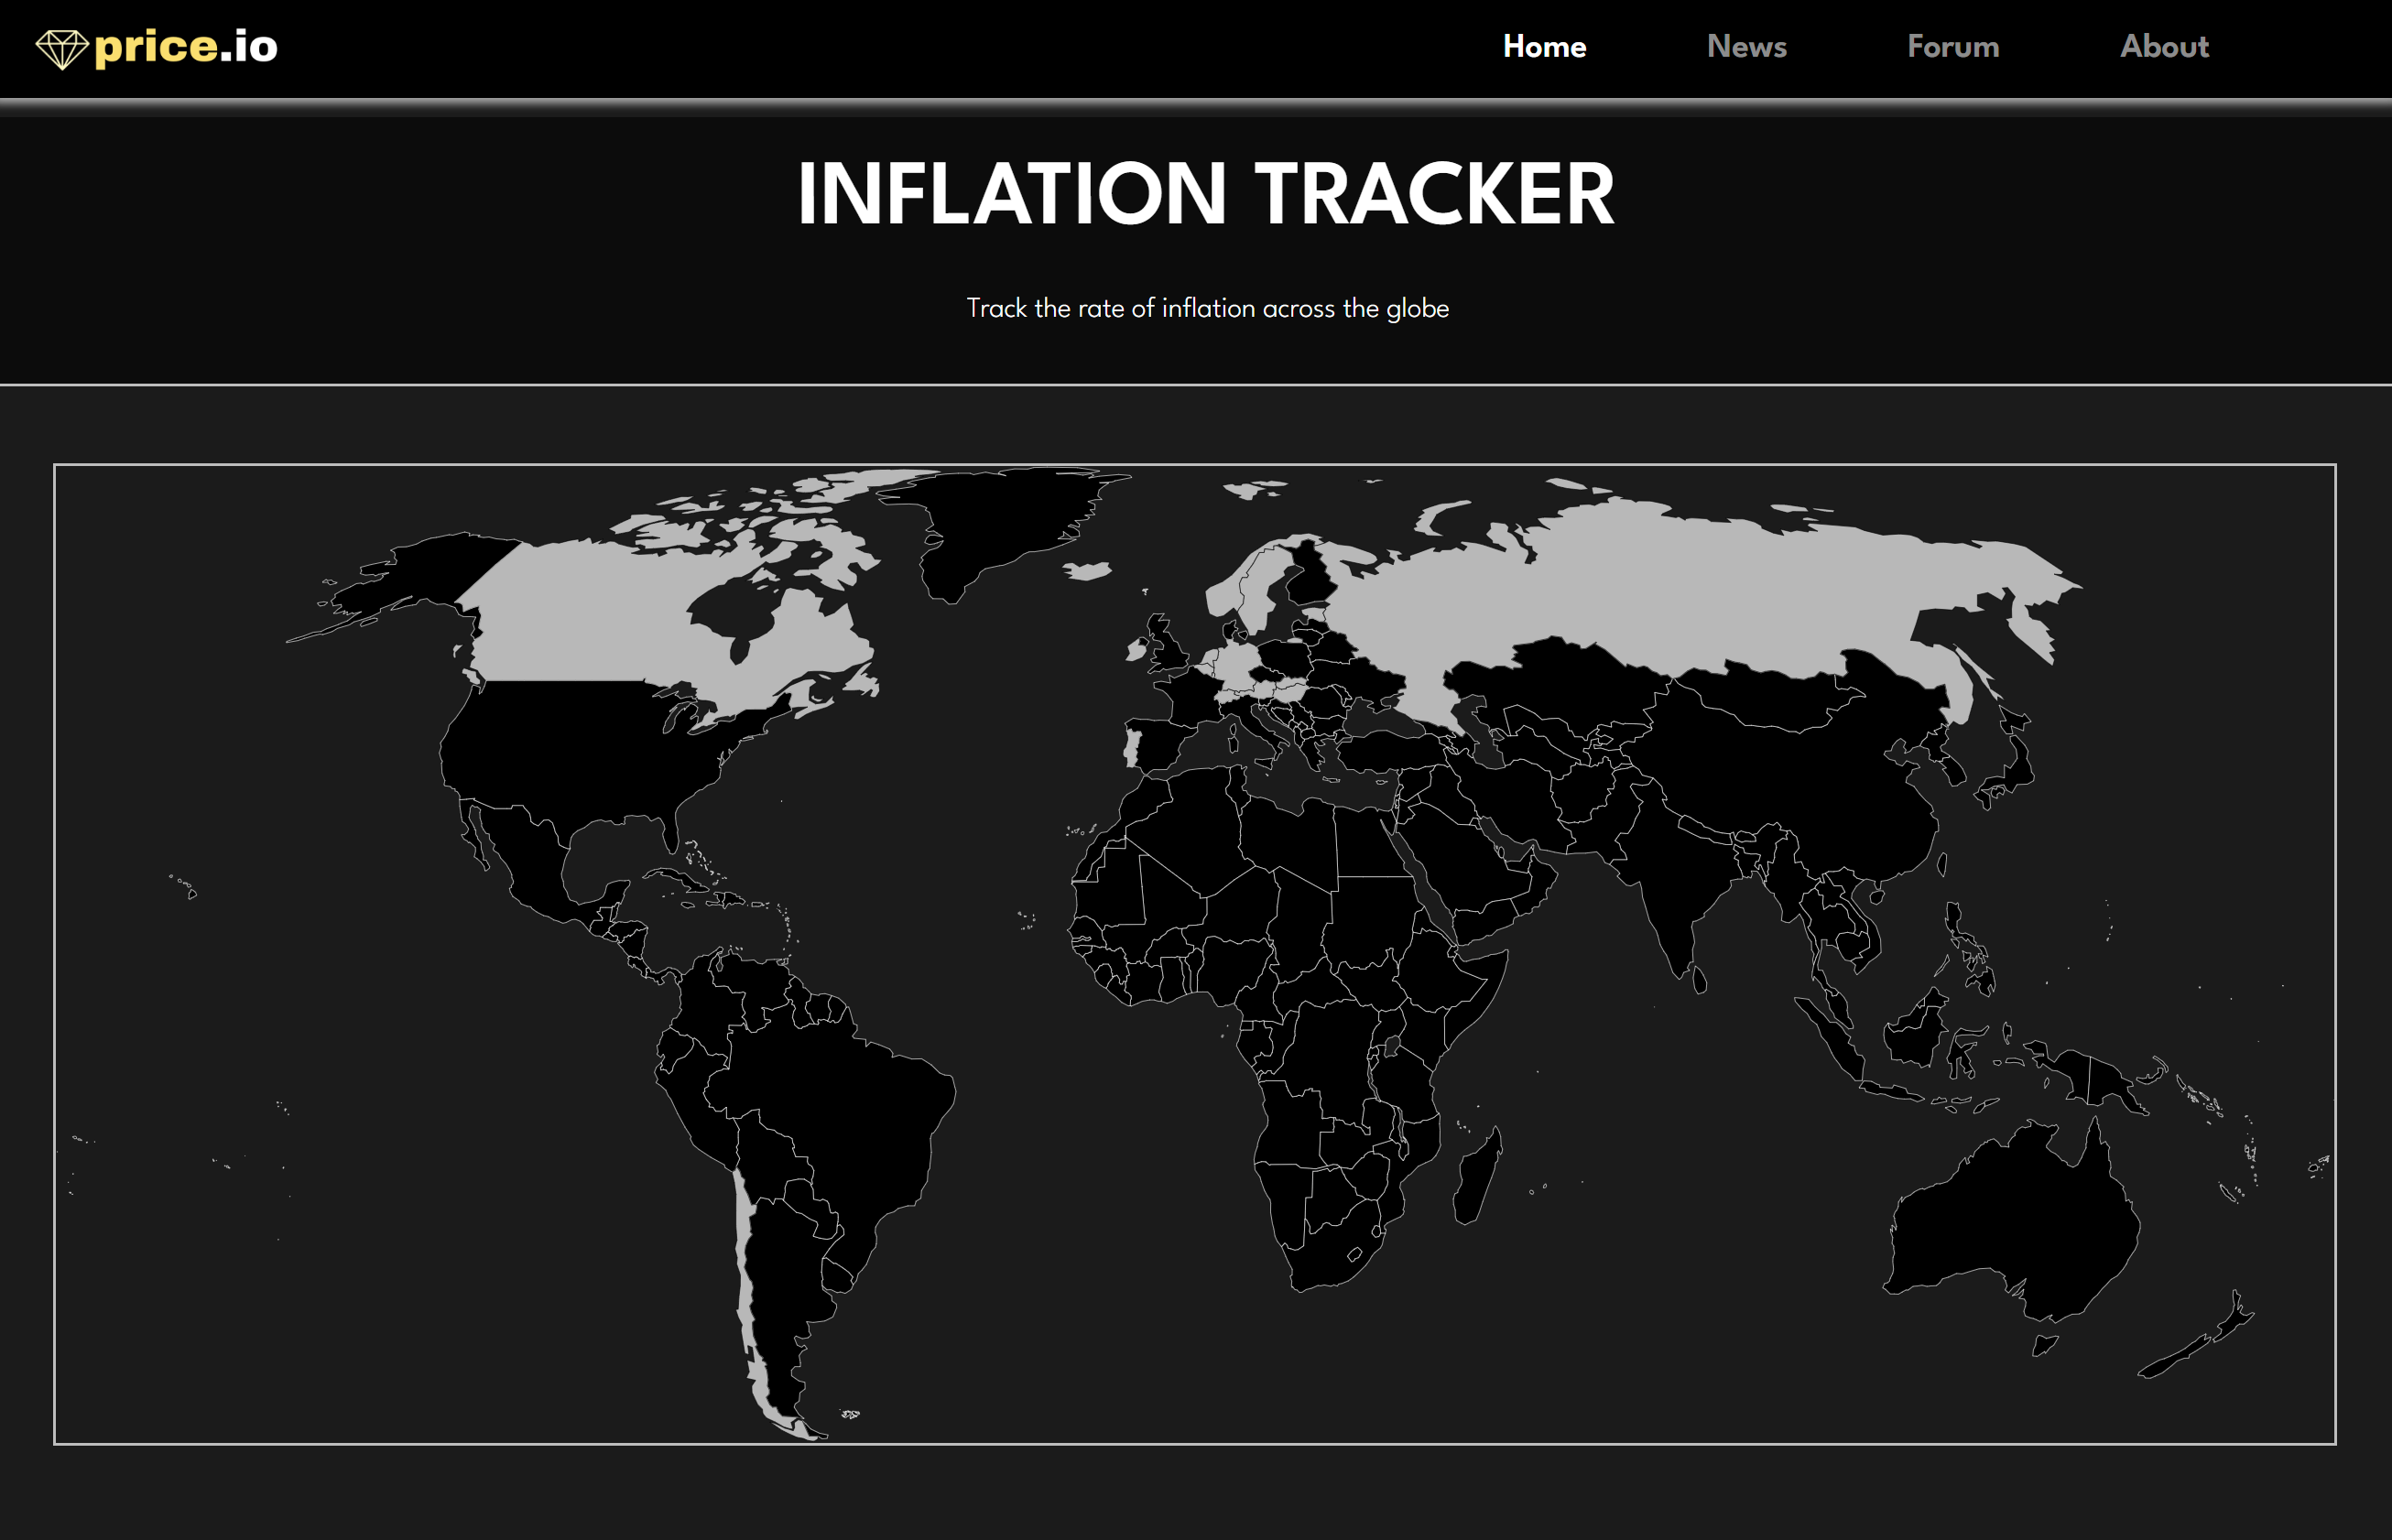 price.io
Home News Forum About
INFLATION TRACKER
Track the rate of inflation across the globe